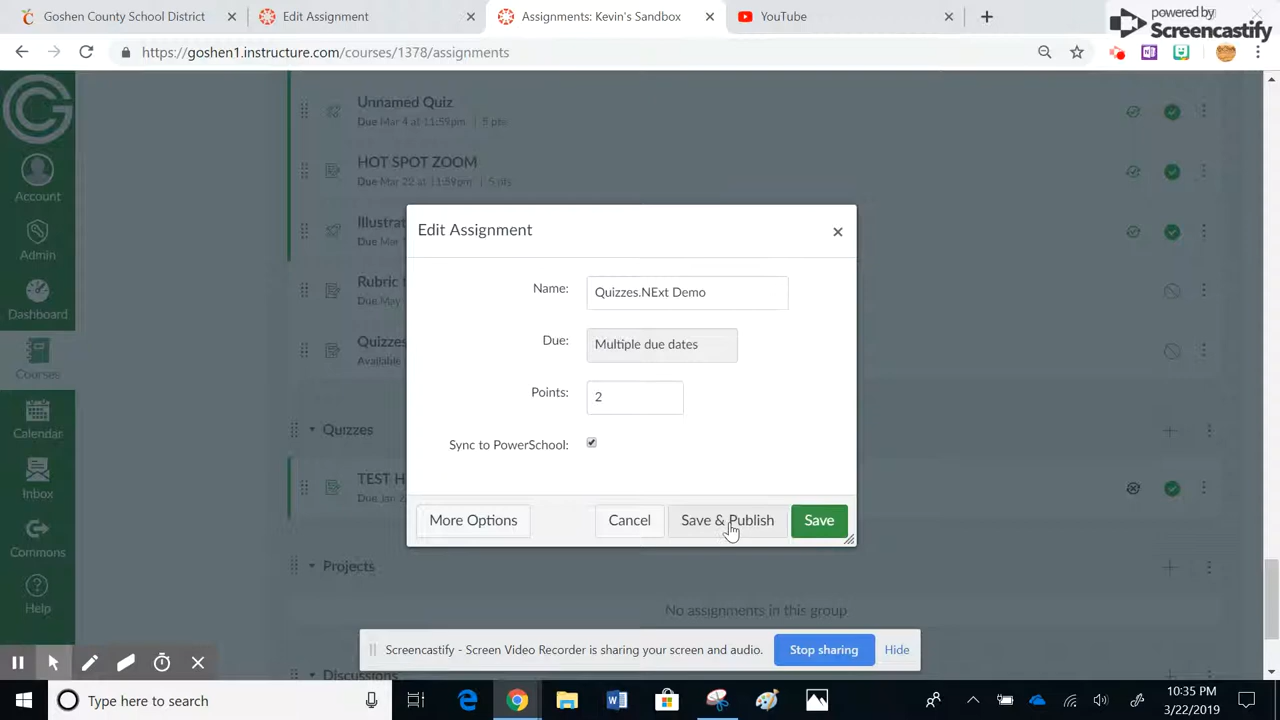 Goshen County School District
Edit Assignment
Assignments: Kevin's Sandbox
YouTube
powered by
Screencastify
https://goshen1.instructure.com/courses/1378/assignments
Account
Admin
Dashboard
Courses
Calendar
Inbox
Commons
Help
Unnamed Quiz
Due Mar 4 at 11:59pm | 5 pts
HOT SPOT ZOOM
Due Mar 22 at 11:59pm | 5 pts
Illustrat
Due Mar
Rubric t
Due May
Quizzes
Available
Quizzes
TEST H
Due Jan 2
Projects
No assignments in this group
Discussions
Edit Assignment
Name:
Quizzes.NExt Demo
Due:
Multiple due dates
Points:
2
Sync to PowerSchool:
More Options
Cancel
Save & Publish
Save
Screencastify - Screen Video Recorder is sharing your screen and audio.
Stop sharing
Hide
Type here to search
10:35 PM
3/22/2019